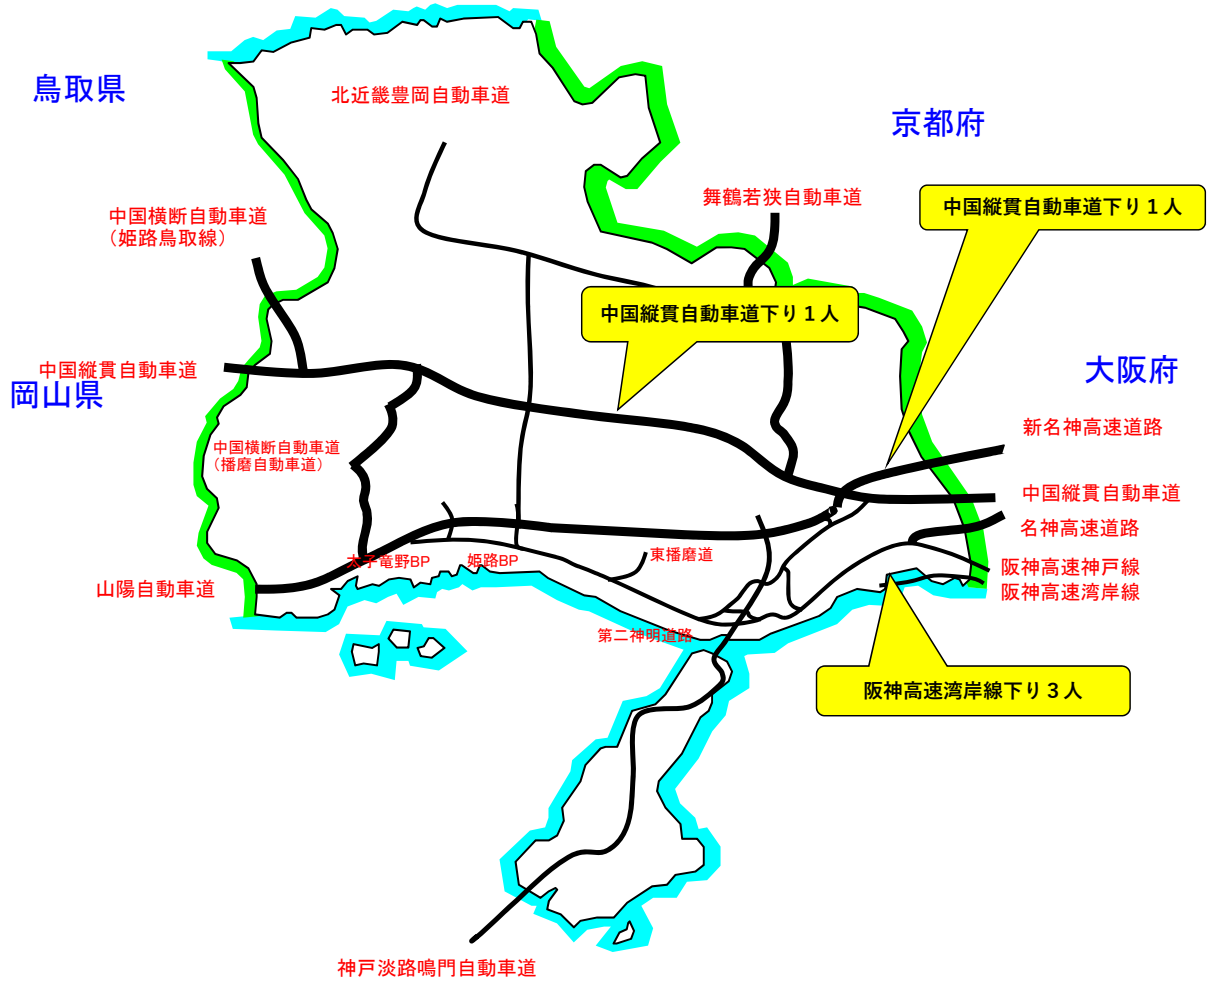 鳥取県
北近畿豊岡自動車道
京都府
舞鶴若狭自動車道
中国縦貫自動車道下り１人
中国横断自動車道
（姫路鳥取線）
中国縦貫自動車道下り１人
中国縦貫自動車道
岡山県
大阪府
新名神高速道路
中国横断自動車道
（播磨自動車道）
中国縦貫自動車道
名神高速道路
太子竜野BP
姫路BP
東播磨道
阪神高速神戸線
山陽自動車道
阪神高速湾岸線
第二神明道路
阪神高速湾岸線下り３人
神戸淡路鳴門自動車道